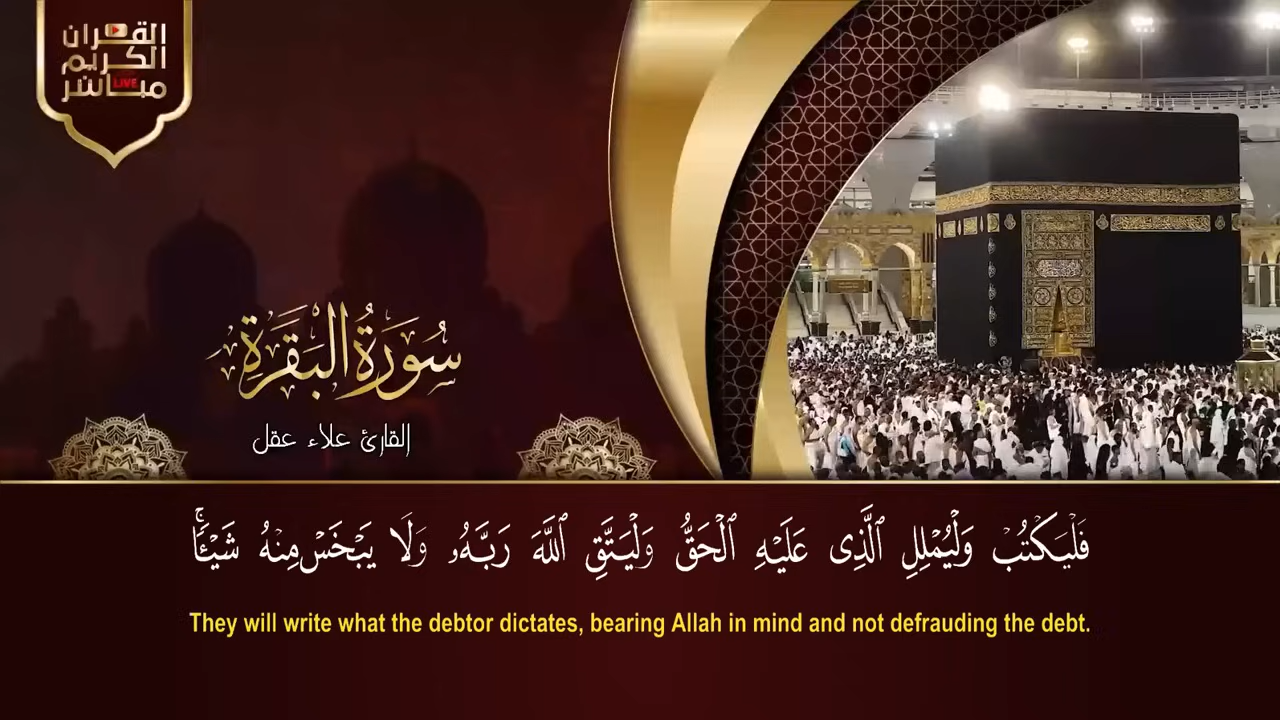 القرآن
الكريم
LIVE
مباشر
سُورَةُ البَقَرَةِ
القارئ علاء عقل
فَلْيَكْتُبْ وَلْيُمْلِلِ ٱلَّذِى عَلَيْهِ ٱلْحَقُّ وَلْيَتَّقِ ٱللَّهَ رَبَّهُۥ وَلَا يَبْخَسْ مِنْهُ شَيْـًٔا ۚ
They will write what the debtor dictates, bearing Allah in mind and not defrauding the debt.